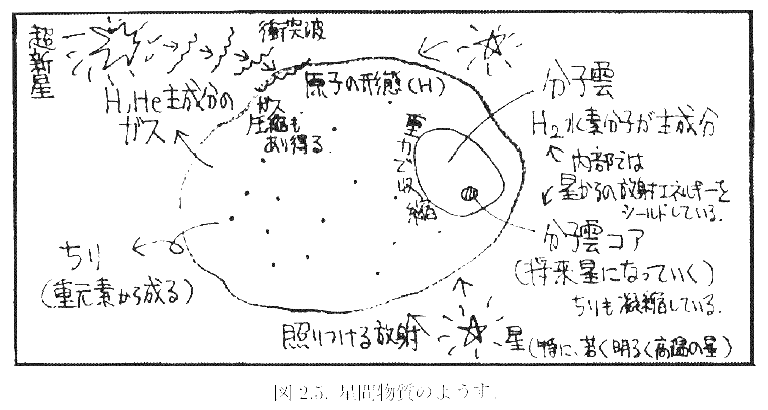 超新星
衝突波
H,He主成分の
ガス
ガス
圧縮も
あり得る.
原子の形態(H)
重力で収縮
分子雲
H2水素分子が主成分
内部では
星からの放射エネルギーを
シールドしている.
分子雲コア
(将来星になっていく)
ちりも凝縮している.
ちり
(重元素から成る)
照りつける放射
星
(特に、若く明るく高温の星)
図 2.5. 星間物質のようす.